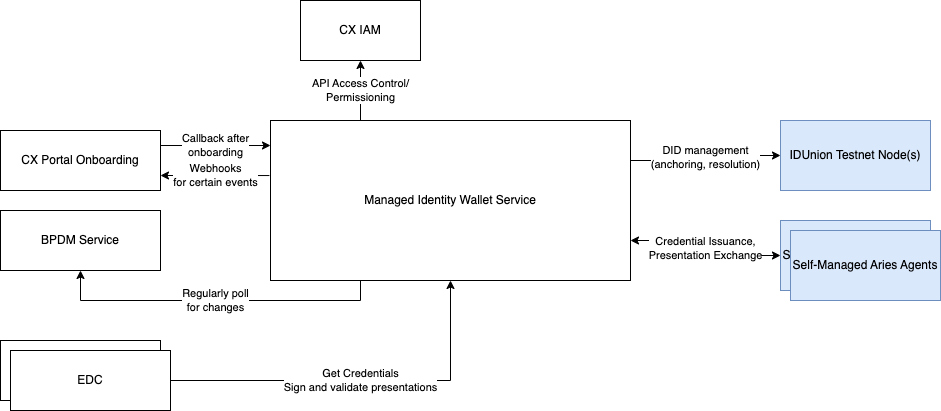 CX IAM
API Access Control/
Permissioning
CX Portal Onboarding
Callback after
onboarding
Webhooks
for certain events
Managed Identity Wallet Service
DID management
(anchoring, resolution)
IDUnion Testnet Node(s)
BPDM Service
Credential Issuance,
Presentation Exchange
S
Self-Managed Aries Agents
Regularly poll
for changes
EDC
Get Credentials
Sign and validate presentations